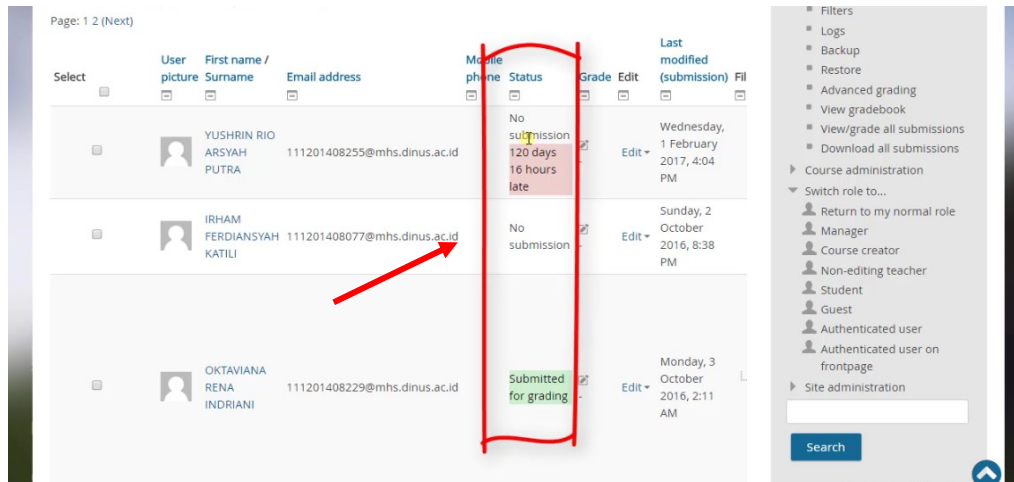 Page: 1 2 (Next)
Select
User picture
First name / Surname
Email address
Mobile phone
Status
Grade
Edit
Last modified (submission)
Fil
YUSHRIN RIO
ARSYAH
PUTRA
111201408255@mhs.dinus.ac.id
No
submission
120 days
16 hours
late
-
Edit
Wednesday,
1 February
2017, 4:04
PM
IRHAM
FERDIANSYAH
KATILI
111201408077@mhs.dinus.ac.id
No
submission
-
Edit
Sunday, 2
October
2016, 8:38
PM
OKTAVIANA
RENA
INDRIANI
111201408229@mhs.dinus.ac.id
Submitted
for grading
-
Edit
Monday, 3
October
2016, 2:11
AM
Filters
Logs
Backup
Restore
Advanced grading
View gradebook
View/grade all submissions
Download all submissions
Course administration
Switch role to...
Return to my normal role
Manager
Course creator
Non-editing teacher
Student
Guest
Authenticated user
Authenticated user on
frontpage
Site administration
Search